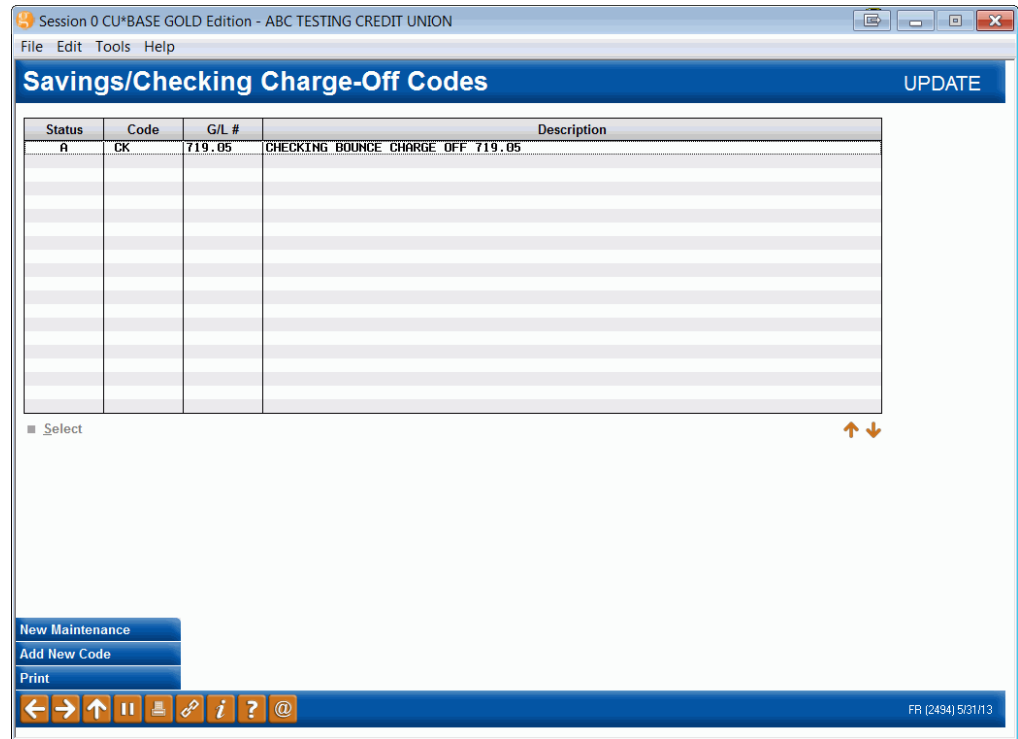 Session 0 CU*BASE GOLD Edition - ABC TESTING CREDIT UNION
File Edit Tools Help
Savings/Checking Charge-Off Codes UPDATE
Status Code G/L # Description
A CK 719.05 CHECKING BOUNCE CHARGE OFF 719.05
Select
New Maintenance
Add New Code
Print
FR (2494) 5/31/13